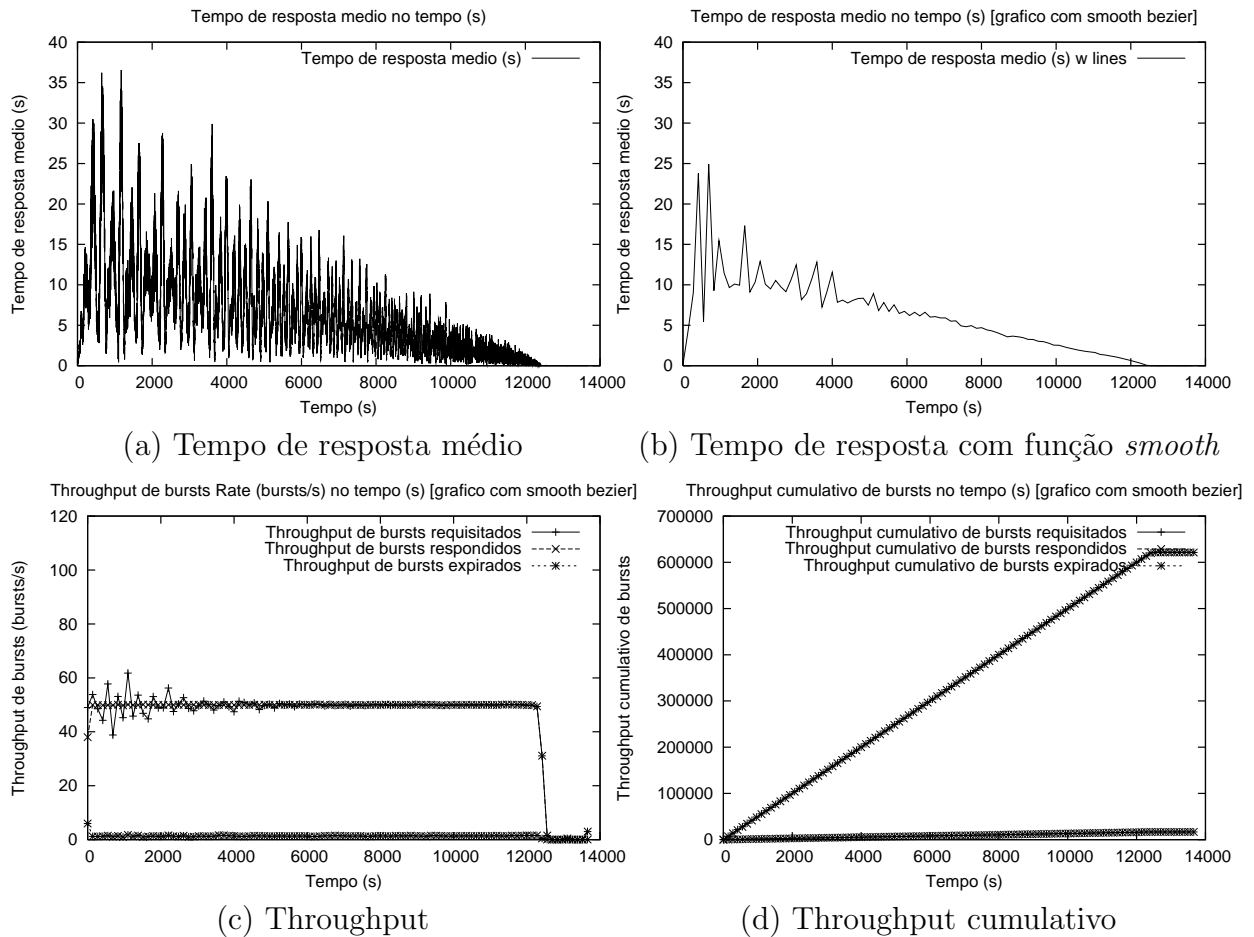 Tempo de resposta medio no tempo (s)
Tempo de resposta medio (s)
40
35
30
25
20
15
10
5
0
Tempo de resposta medio (s)
0 2000 4000 6000 8000 10000 12000 14000
Tempo (s)
(a) Tempo de resposta médio
Tempo de resposta medio no tempo (s) [grafico com smooth bezier]
Tempo de resposta medio (s) w lines
40
35
30
25
20
15
10
5
0
Tempo de resposta medio (s)
0 2000 4000 6000 8000 10000 12000 14000
Tempo (s)
(b) Tempo de resposta com função smooth
Throughput de bursts Rate (bursts/s) no tempo (s) [grafico com smooth bezier]
Throughput de bursts requisitados
Throughput de bursts respondidos
Throughput de bursts expirados
120
100
80
60
40
20
0
Throughput de bursts (bursts/s)
0 2000 4000 6000 8000 10000 12000 14000
Tempo (s)
(c) Throughput
Throughput cumulativo de bursts no tempo (s) [grafico com smooth bezier]
Throughput cumulativo de bursts requisitados
Throughput cumulativo de bursts respondidos
Throughput cumulativo de bursts expirados
700000
600000
500000
400000
300000
200000
100000
0
Throughput cumulativo de bursts
0 2000 4000 6000 8000 10000 12000 14000
Tempo (s)
(d) Throughput cumulativo